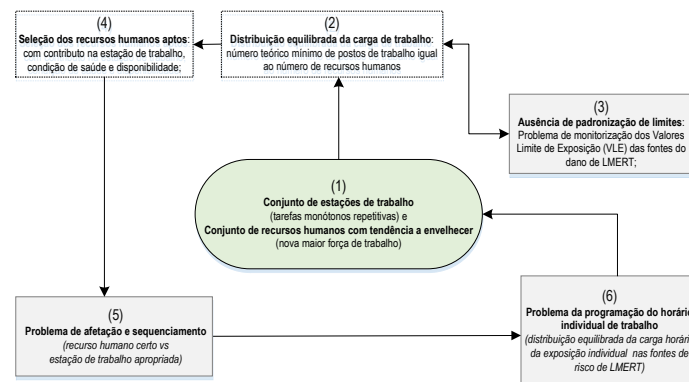 (4)
Seleção dos recursos humanos aptos:
com contributo na estação de trabalho,
condição de saúde e disponibilidade;
(2)
Distribuição equilibrada da carga de trabalho:
número teórico mínimo de postos de trabalho igual
ao número de recursos humanos
(3)
Ausência de padronização de limites:
Problema de monitorização dos Valores
Limite de Exposição (VLE) das fontes do
dano de LMERT;
(1)
Conjunto de estações de trabalho
(tarefas monótonos repetitivas) e
Conjunto de recursos humanos com tendência a envelhecer
(nova maior força de trabalho)
(5)
Problema de afetação e sequenciamento
(recurso humano certo vs
estação de trabalho apropriada)
(6)
Problema da programação do horári
individual de trabalho
(distribuição equilibrada da carga horári
da exposição individual nas fontes de
risco de LMERT)